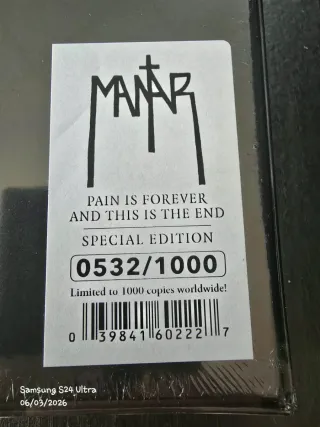 MANTAR
PAIN IS FOREVER
AND THIS IS THE END
SPECIAL EDITION
0532/1000
Limited to 1000 copies worldwide!
0 39841 60222 7
Samsung S24 Ultra
06/03/2026